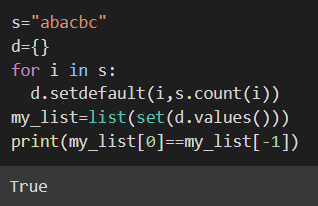 s="abacbc"
d={}
for i in s:
  d.setdefault(i,s.count(i))
my_list=list(set(d.values()))
print(my_list[0]==my_list[-1])
True